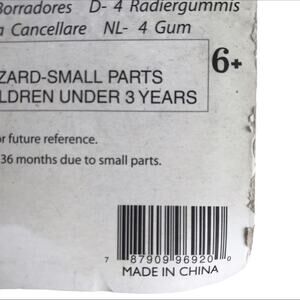 Borradores D- 4 Radiergummis
a Cancellare NL- 4 Gum
6+
ZARD-SMALL PARTS
LDREN UNDER 3 YEARS
or future reference.
36 months due to small parts.
7 87909 96920 0
MADE IN CHINA